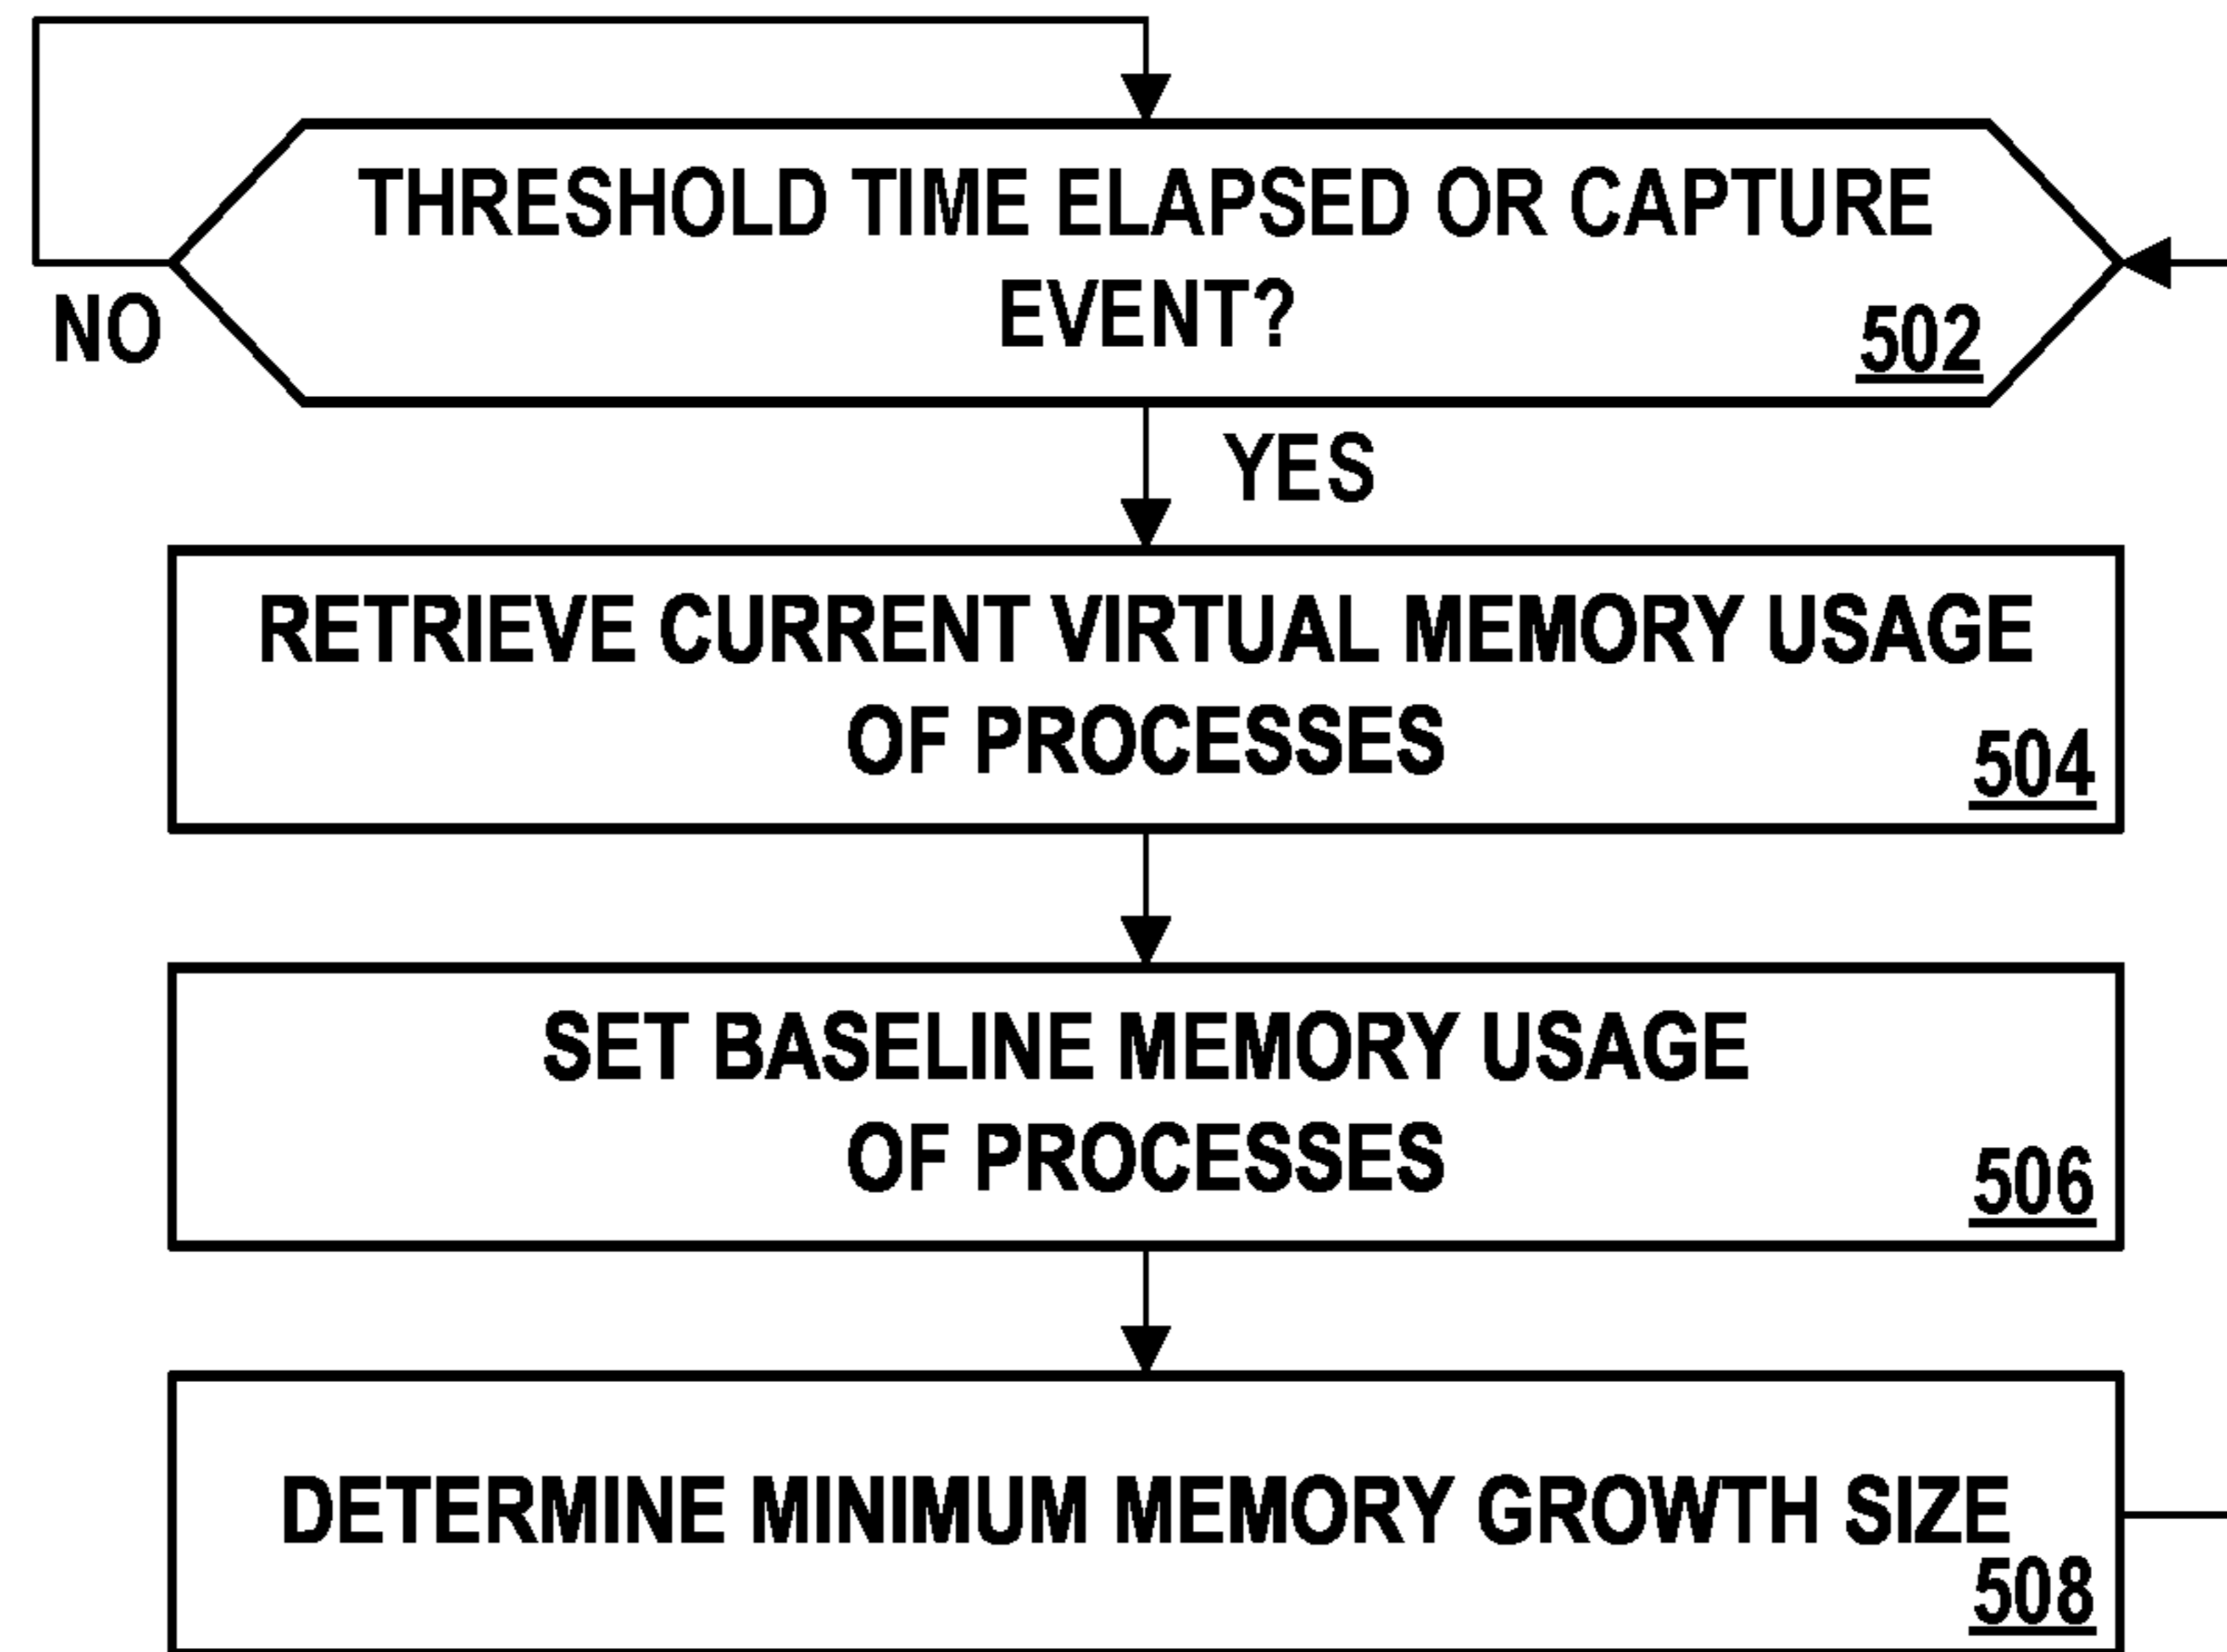 THRESHOLD TIME ELAPSED OR CAPTURE
EVENT?
502
NO
YES
RETRIEVE CURRENT VIRTUAL MEMORY USAGE
OF PROCESSES
504
SET BASELINE MEMORY USAGE
OF PROCESSES
506
DETERMINE MINIMUM MEMORY GROWTH SIZE
508